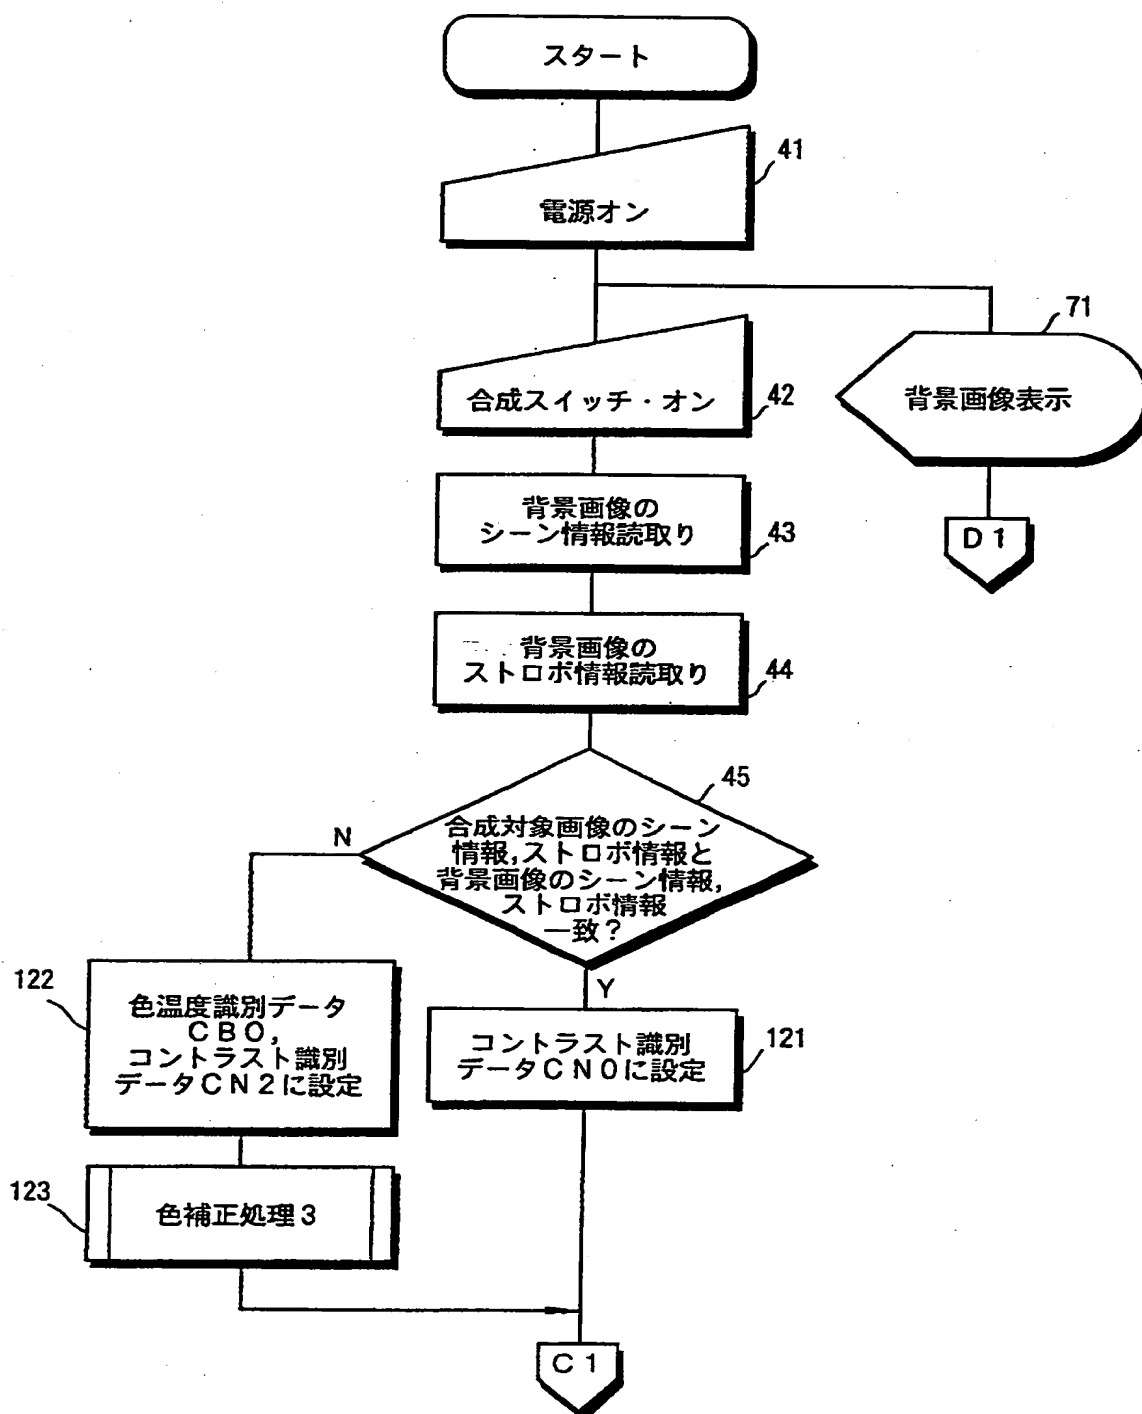 スタート
41
電源オン
71
背景画像表示
合成スイッチ・オン
42
D1
背景画像の
シーン情報読取り
43
背景画像の
ストロボ情報読取り
44
45
合成対象画像のシーン
情報,ストロボ情報と
背景画像のシーン情報,
ストロボ情報
一致?
N
Y
122
色温度識別データ
CB0,
コントラスト識別
データCN2に設定
コントラスト識別
データCN0に設定
121
123
色補正処理3
C1